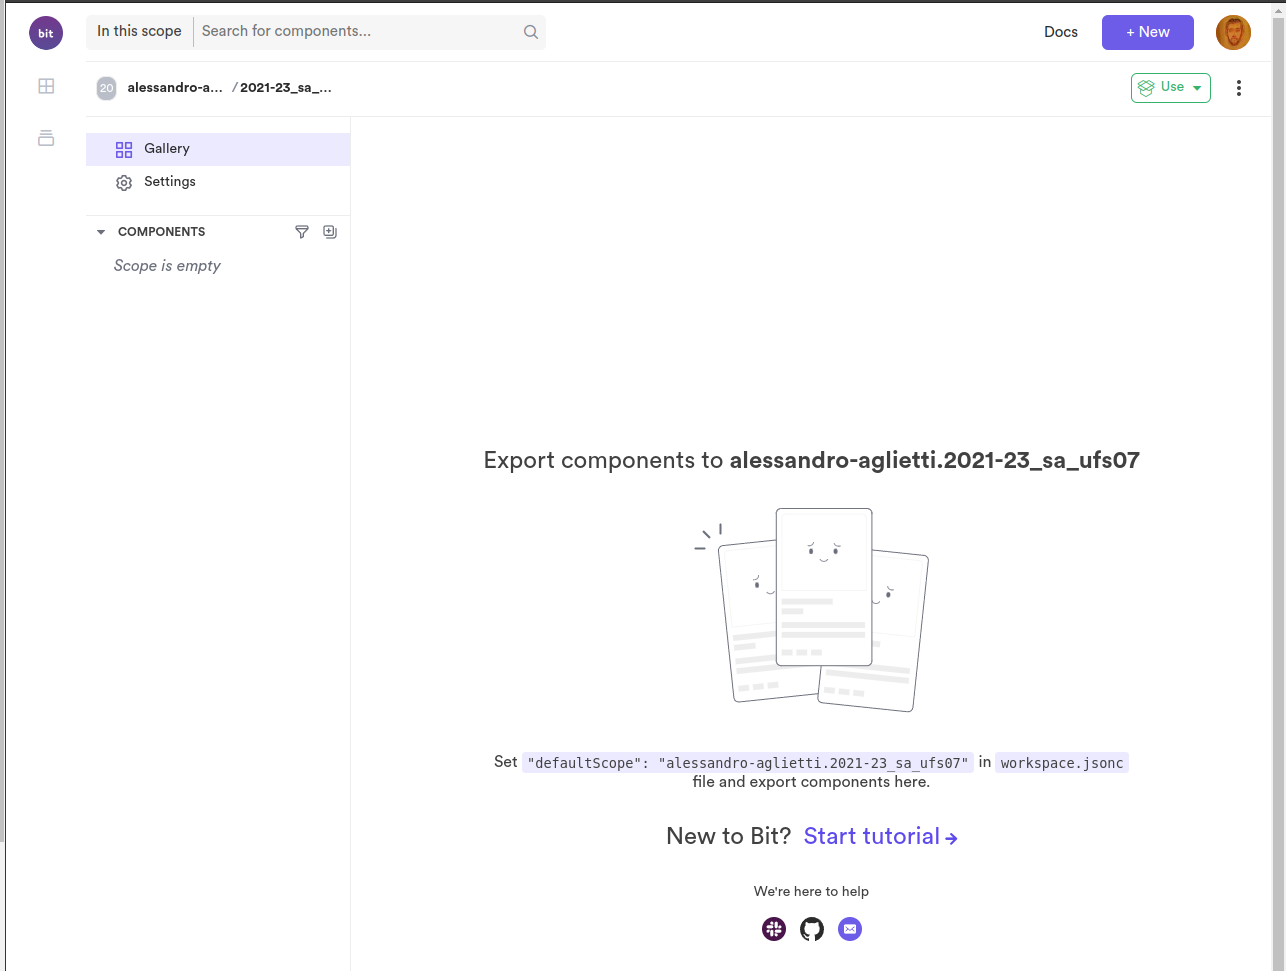 bit
In this scope
Search for components...
Docs
+ New
20
alessandro-a... / 2021-23_sa_...
Use
Gallery
Settings
COMPONENTS
Scope is empty
Export components to alessandro-aglietti.2021-23_sa_ufs07
Set "defaultScope": "alessandro-aglietti.2021-23_sa_ufs07" in workspace.jsonc
file and export components here.
New to Bit? Start tutorial →
We're here to help